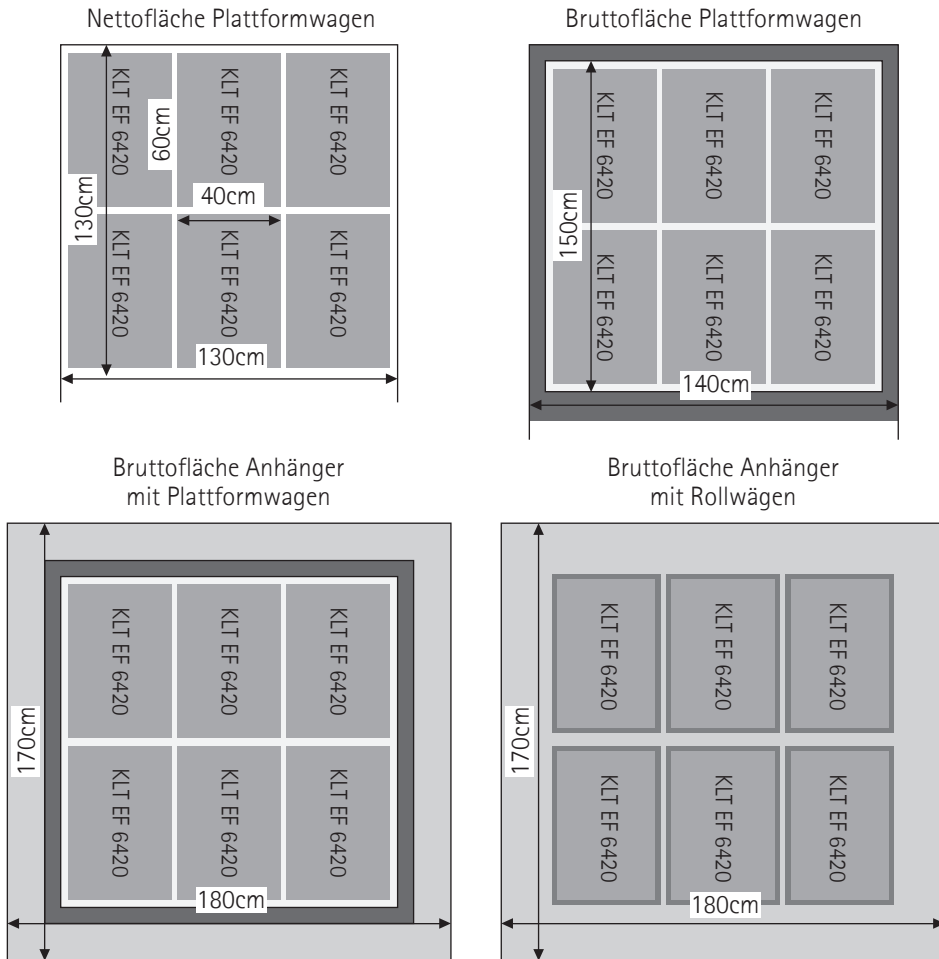 Nettofläche Plattformwagen
KLT EF 6420
KLT EF 6420
KLT EF 6420
60cm
40cm
130cm
KLT EF 6420
KLT EF 6420
KLT EF 6420
130cm
Bruttofläche Plattformwagen
KLT EF 6420
KLT EF 6420
KLT EF 6420
150cm
KLT EF 6420
KLT EF 6420
KLT EF 6420
140cm
Bruttofläche Anhänger
mit Plattformwagen
KLT EF 6420
KLT EF 6420
KLT EF 6420
170cm
KLT EF 6420
KLT EF 6420
KLT EF 6420
180cm
Bruttofläche Anhänger
mit Rollwägen
KLT EF 6420
KLT EF 6420
KLT EF 6420
170cm
KLT EF 6420
KLT EF 6420
KLT EF 6420
180cm